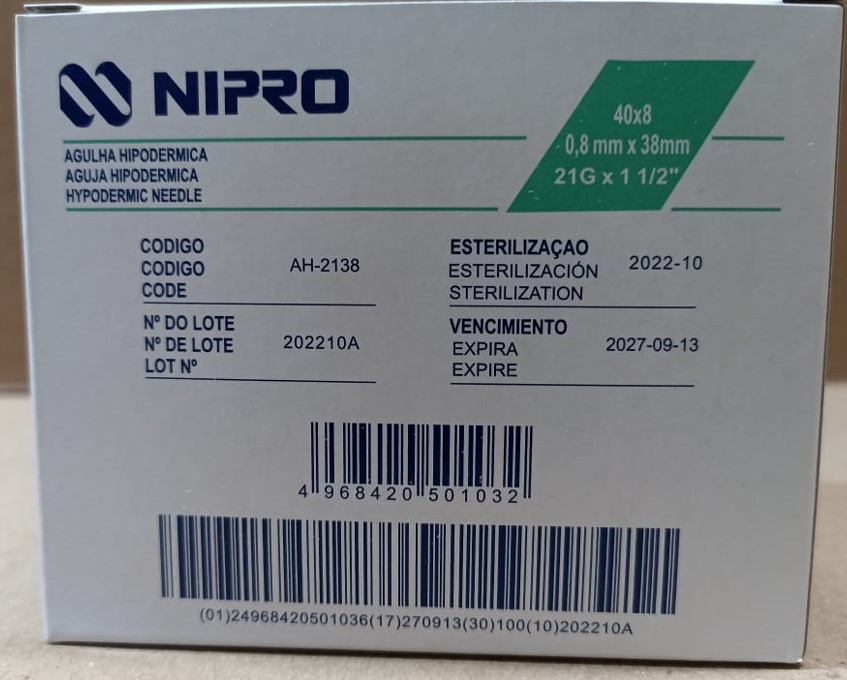 NIPRO
AGULHA HIPODERMICA
AGUJA HIPODERMICA
HYPODERMIC NEEDLE
40x8
0,8 mm x 38mm
21G x 1 1/2"
CODIGO
CODIGO
CODE
AH-2138
ESTERILIZAÇAO
ESTERILIZACIÓN
STERILIZATION
2022-10
Nº DO LOTE
Nº DE LOTE
LOT Nº
202210A
VENCIMIENTO
EXPIRA
EXPIRE
2027-09-13
4 968420 501032
(01)24968420501036(17)270913(30)100(10)202210A